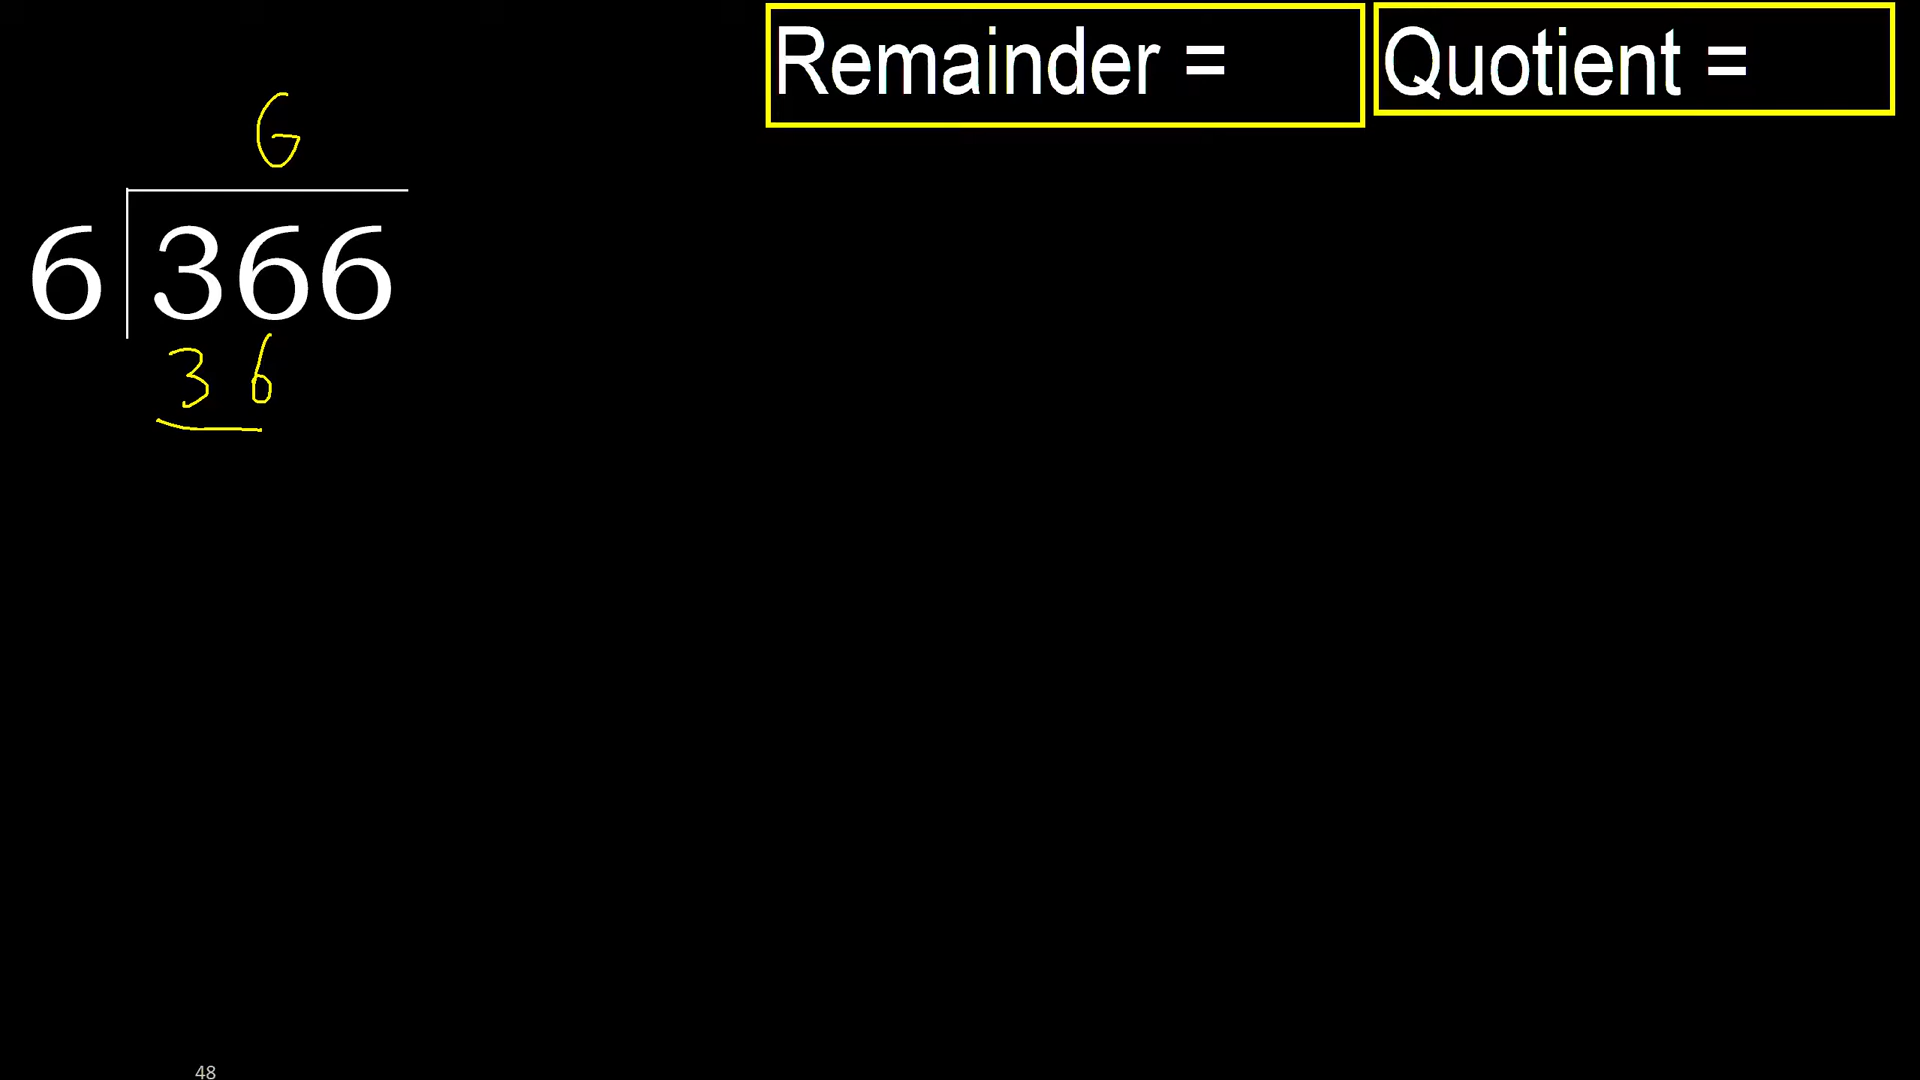 Remainder = Quotient =
6
6 366
36
48